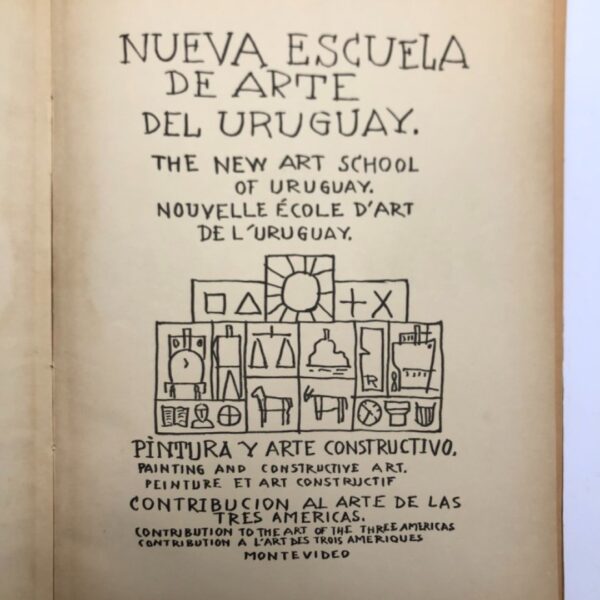 NUEVA ESCUELA
DE ARTE
DEL URUGUAY.
THE NEW ART SCHOOL
OF URUGUAY.
NOUVELLE ÉCOLE D'ART
DE L'URUGUAY.
+ X
R
PÌNTURA Y ARTE CONSTRUCTIVO.
PAINTING AND CONSTRUCTIVE ART.
PEINTURE ET ART CONSTRUCTIF
CONTRIBUCION AL ARTE DE LAS
TRES AMERICAS.
CONTRIBUTION TO THE ART OF THE THREE AMERICAS
CONTRIBUTION A L'ART DES TROIS AMERIQUES
MONTEVIDEO